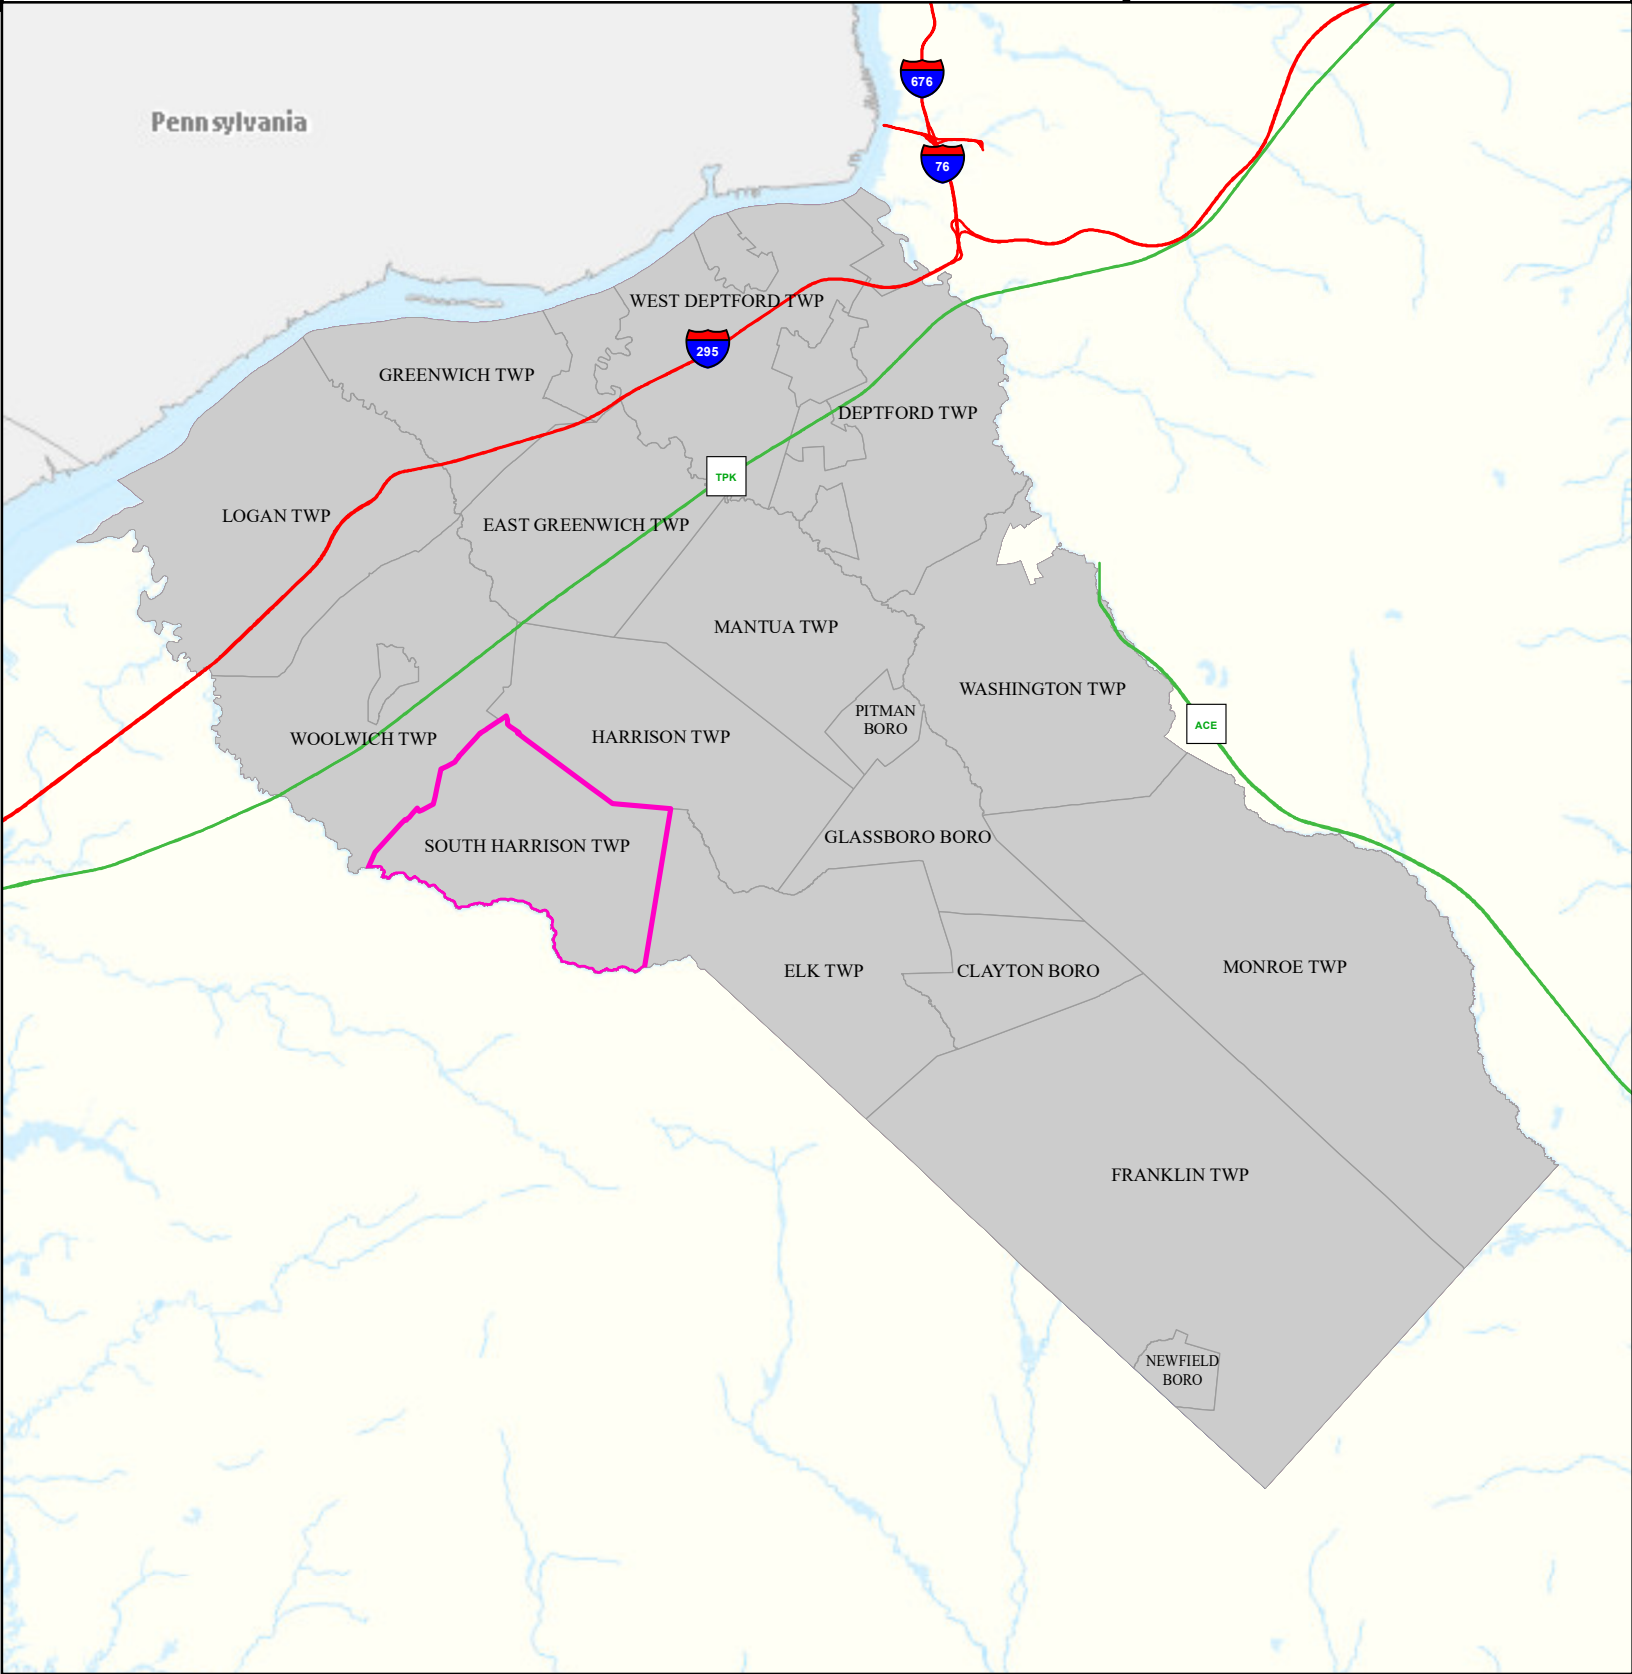 676
Pennsylvania
76
WEST DEPTFORD TWP
295
GREENWICH TWP
DEPTFORD TWP
TPK
LOGAN TWP
EAST GREENWICH TWP
MANTUA TWP
WASHINGTON TWP
PITMAN
BORO
ACE
WOOLWICH TWP
HARRISON TWP
GLASSBORO BORO
SOUTH HARRISON TWP
ELK TWP
CLAYTON BORO
MONROE TWP
FRANKLIN TWP
NEWFIELD
BORO